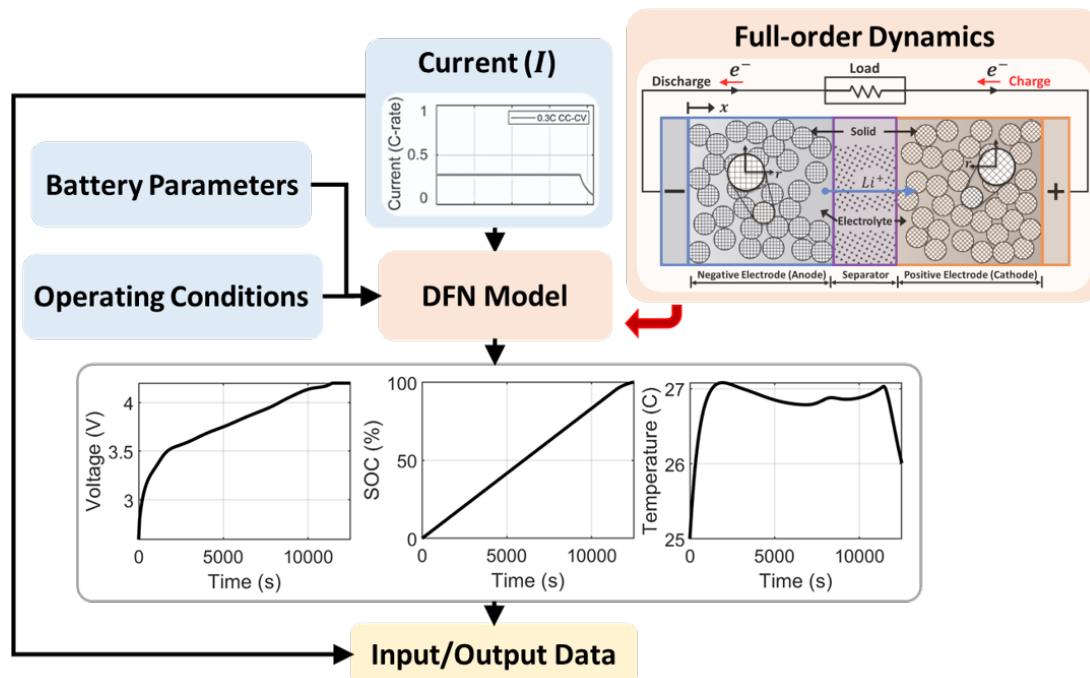 Full-order Dynamics
Current (I)
Current (C-rate)
1
0.5
0
0.3C CC-CV
Discharge
e⁻
Load
e⁻
Charge
x
Solid
r
Li⁺
r
−
+
Electrolyte
Negative Electrode (Anode)
Separator
Positive Electrode (Cathode)
Battery Parameters
Operating Conditions
DFN Model
Voltage (V)
4
3.5
3
0
5000
10000
Time (s)
SOC (%)
100
50
0
0
5000
10000
Time (s)
Temperature (C)
27
26
25
0
5000
10000
Time (s)
Input/Output Data